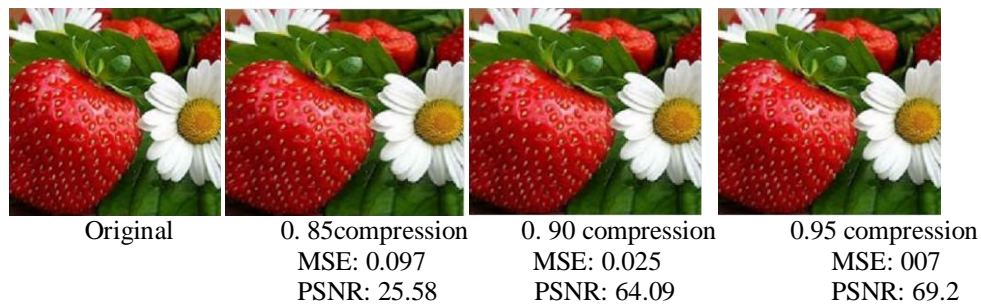 Original 0. 85compression 0. 90 compression 0.95 compression
MSE: 0.097 MSE: 0.025 MSE: 007
PSNR: 25.58 PSNR: 64.09 PSNR: 69.2